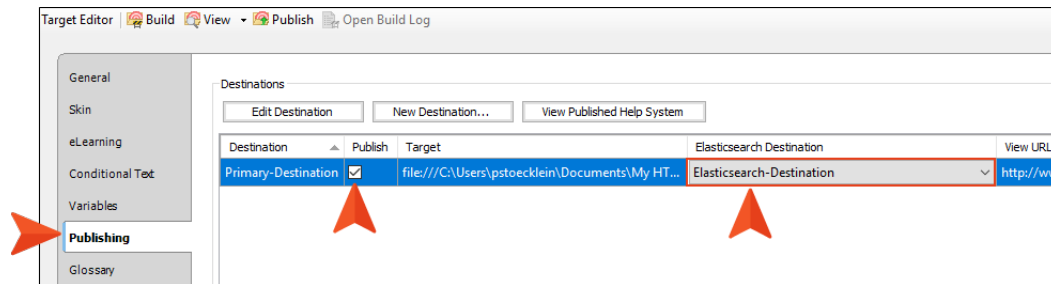 Target Editor Build View Publish Open Build Log
General
Skin
eLearning
Conditional Text
Variables
Publishing
Glossary
Destinations
Edit Destination New Destination... View Published Help System
Destination Publish Target Elasticsearch Destination View URL
Primary-Destination file:///C:\Users\pstoecklein\Documents\My HT... Elasticsearch-Destination